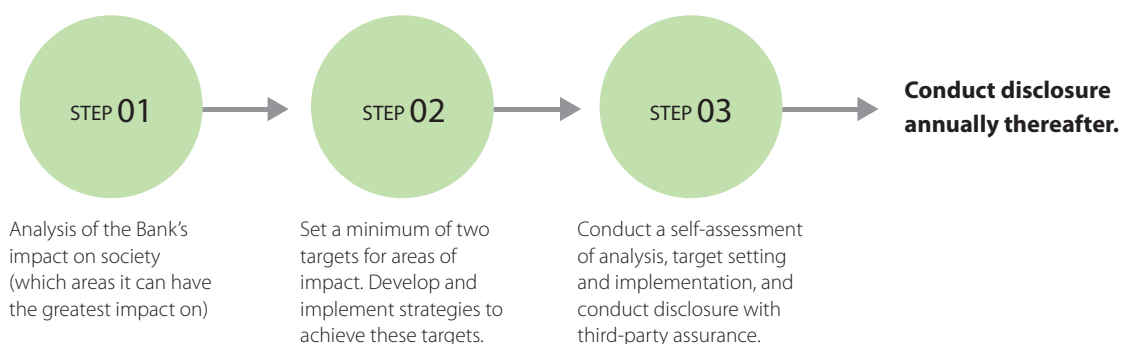 STEP 01
STEP 02
STEP 03
Conduct disclosure
annually thereafter.
Analysis of the Bank’s
impact on society
(which areas it can have
the greatest impact on)
Set a minimum of two
targets for areas of
impact. Develop and
implement strategies to
achieve these targets.
Conduct a self-assessment
of analysis, target setting
and implementation, and
conduct disclosure with
third-party assurance.